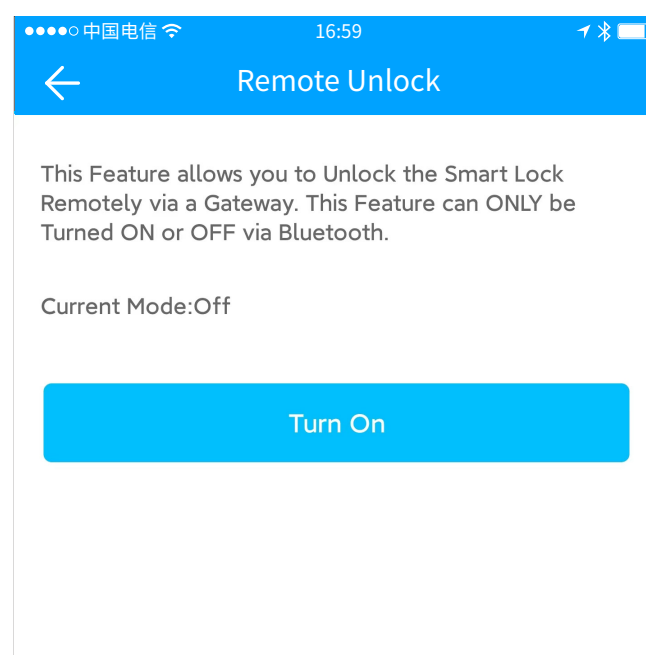 中国电信 16:59
Remote Unlock
This Feature allows you to Unlock the Smart Lock
Remotely via a Gateway. This Feature can ONLY be
Turned ON or OFF via Bluetooth.
Current Mode:Off
Turn On